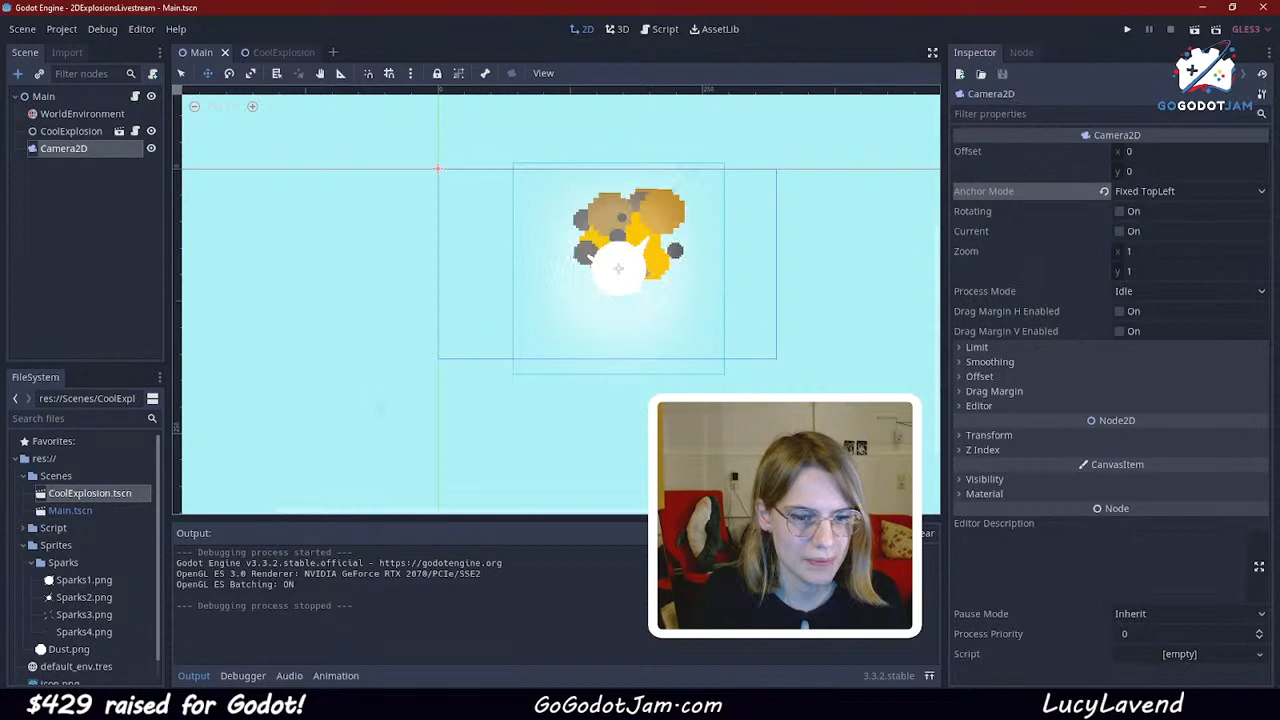 Godot Engine - 2DExplosionsLivestream - Main.tscn
Scene Project Debug Editor Help
2D 3D Script AssetLib
GLES3
Scene Import
Filter nodes
Main
WorldEnvironment
CoolExplosion
Camera2D
Main CoolExplosion
View
0
250
250
Inspector Node
Camera2D
Filter properties
GOGODOTJAM
Camera2D
Offset x 0
y 0
Anchor Mode Fixed TopLeft
Rotating On
Current On
Zoom x 1
y 1
Process Mode Idle
Drag Margin H Enabled On
Drag Margin V Enabled On
Limit
Smoothing
Offset
Drag Margin
Editor
Node2D
Transform
Z Index
CanvasItem
Visibility
Material
Node
Editor Description
Pause Mode Inherit
Process Priority 0
Script [empty]
FileSystem
res://Scenes/CoolExpl
Search files
Favorites:
res://
Scenes
CoolExplosion.tscn
Main.tscn
Script
Sprites
Sparks
Sparks1.png
Sparks2.png
Sparks3.png
Sparks4.png
Dust.png
default_env.tres
icon.png
Output:
--- Debugging process started ---
Godot Engine v3.3.2.stable.official - https://godotengine.org
OpenGL ES 3.0 Renderer: NVIDIA GeForce RTX 2070/PCIe/SSE2
OpenGL ES Batching: ON
--- Debugging process stopped ---
Output Debugger Audio Animation
3.3.2.stable
$429 raised for Godot! GoGodotJam.com LucyLavend